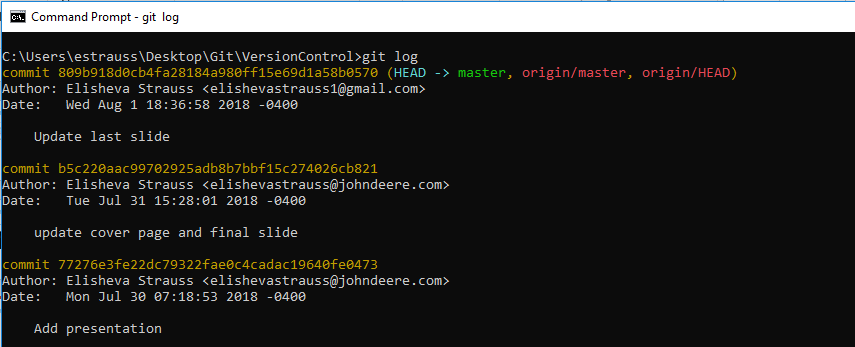 Command Prompt - git  log
C:\Users\estrauss\Desktop\Git\VersionControl>git log
commit 809b918d0cb4fa28184a980ff15e69d1a58b0570 (HEAD -> master, origin/master, origin/HEAD)
Author: Elisheva Strauss <elishevastrauss1@gmail.com>
Date:   Wed Aug 1 18:36:58 2018 -0400
    Update last slide
commit b5c220aac99702925adb8b7bbf15c274026cb821
Author: Elisheva Strauss <elishevastrauss@johndeere.com>
Date:   Tue Jul 31 15:28:01 2018 -0400
    update cover page and final slide
commit 77276e3fe22dc79322fae0c4cadac19640fe0473
Author: Elisheva Strauss <elishevastrauss@johndeere.com>
Date:   Mon Jul 30 07:18:53 2018 -0400
    Add presentation